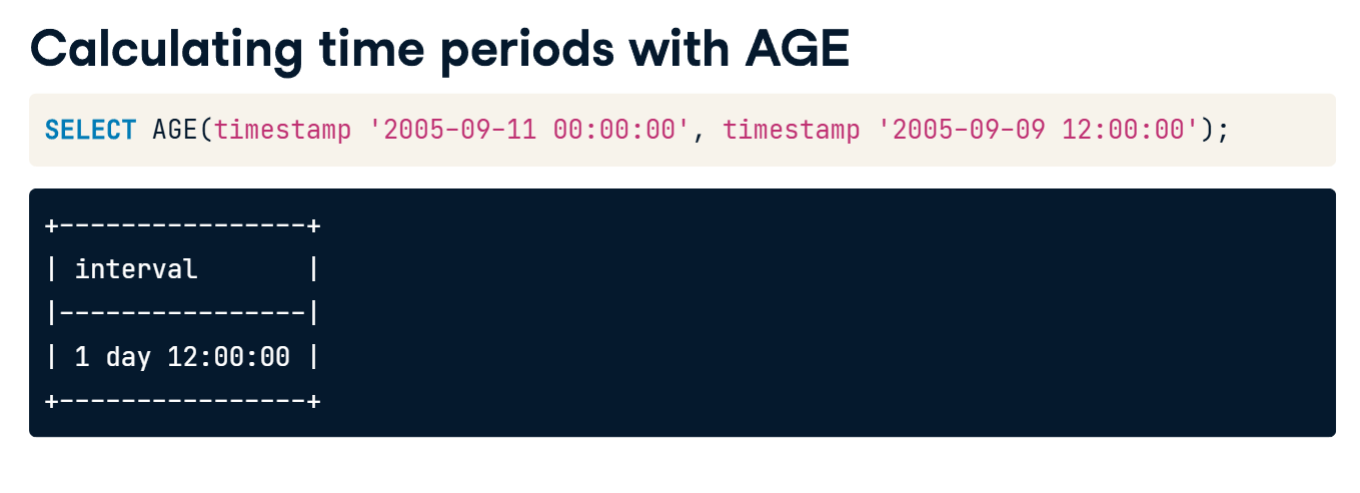 Calculating time periods with AGE
SELECT AGE(timestamp '2005-09-11 00:00:00', timestamp '2005-09-09 12:00:00');
+----------------+
| interval       |
|----------------|
| 1 day 12:00:00 |
+----------------+